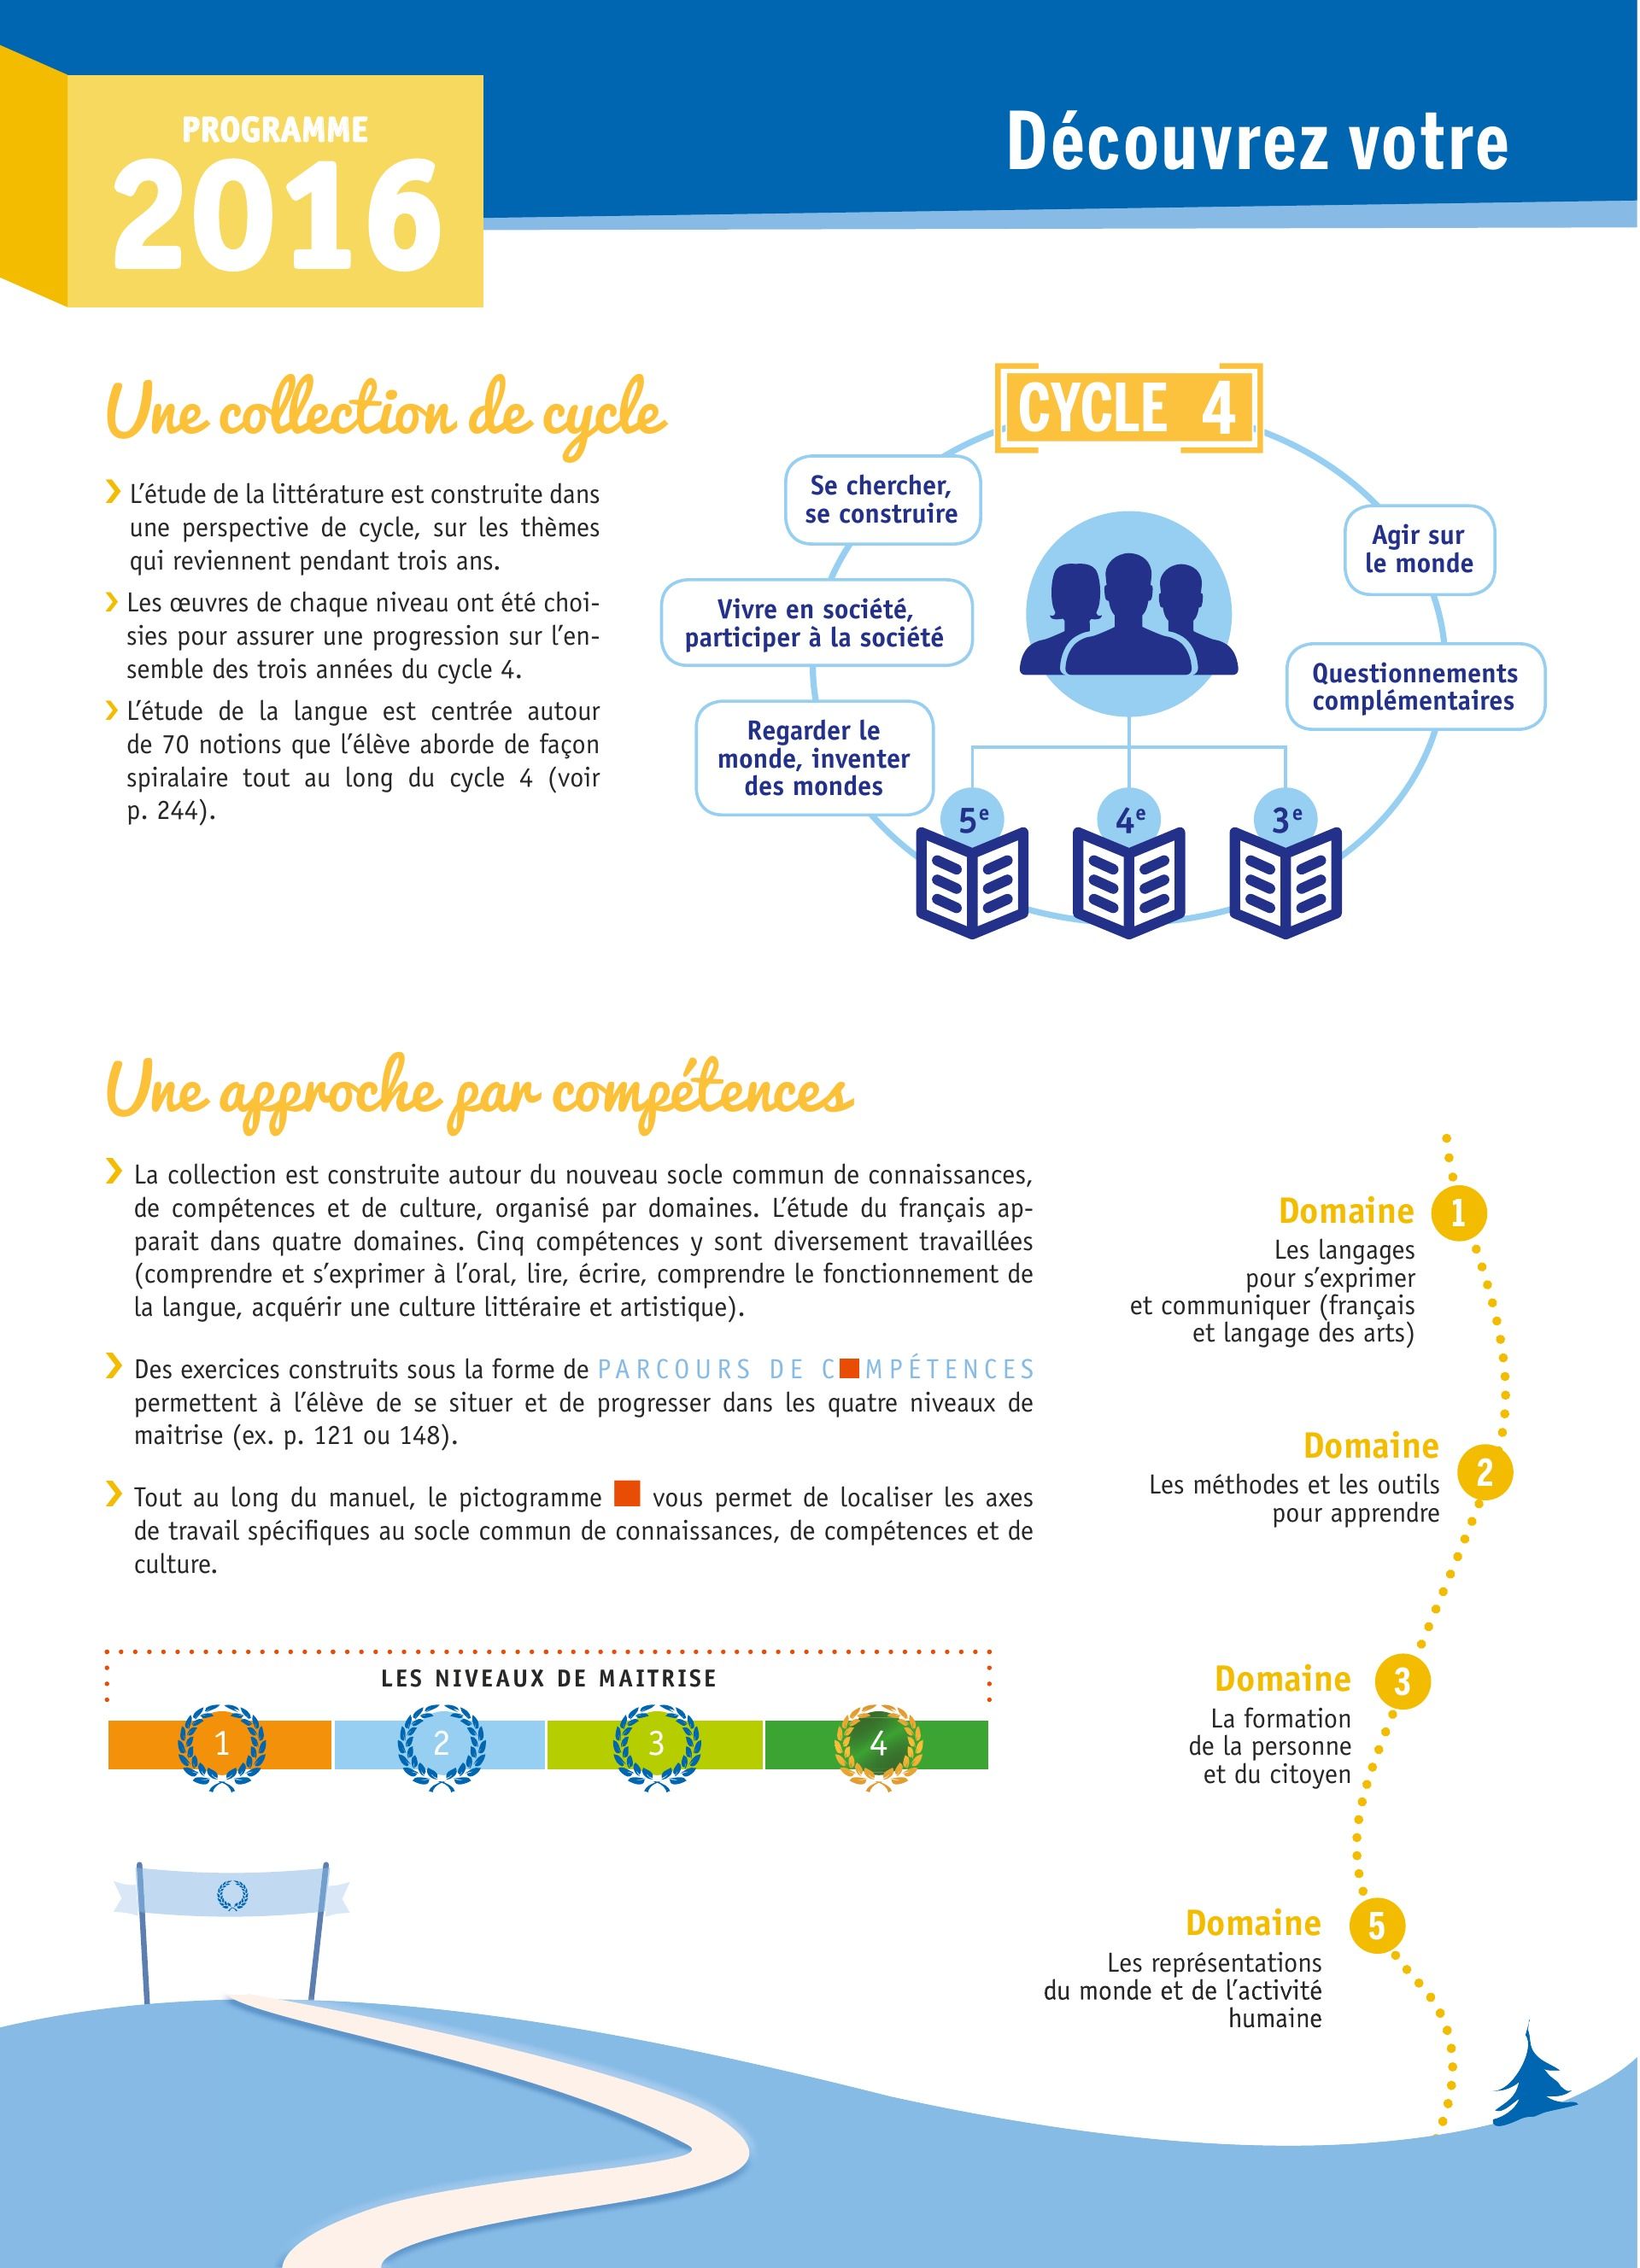 PROGRAMME
2016
Découvrez votre
Une collection de cycle
› L’étude de la littérature est construite dans
une perspective de cycle, sur les thèmes
qui reviennent pendant trois ans.
› Les œuvres de chaque niveau ont été choi-
sies pour assurer une progression sur l’en-
semble des trois années du cycle 4.
› L’étude de la langue est centrée autour
de 70 notions que l’élève aborde de façon
spiralaire tout au long du cycle 4 (voir
p. 244).
CYCLE 4
Se chercher,
se construire
Vivre en société,
participer à la société
Regarder le
monde, inventer
des mondes
Agir sur
le monde
Questionnements
complémentaires
5e
4e
3e
Une approche par compétences
› La collection est construite autour du nouveau socle commun de connaissances,
de compétences et de culture, organisé par domaines. L’étude du français ap-
parait dans quatre domaines. Cinq compétences y sont diversement travaillées
(comprendre et s’exprimer à l’oral, lire, écrire, comprendre le fonctionnement de
la langue, acquérir une culture littéraire et artistique).
› Des exercices construits sous la forme de PARCOURS DE C■MPÉTENCES
permettent à l’élève de se situer et de progresser dans les quatre niveaux de
maitrise (ex. p. 121 ou 148).
› Tout au long du manuel, le pictogramme ■ vous permet de localiser les axes
de travail spécifiques au socle commun de connaissances, de compétences et de
culture.
LES NIVEAUX DE MAITRISE
1
2
3
4
Domaine 1
Les langages
pour s’exprimer
et communiquer (français
et langage des arts)
Domaine 2
Les méthodes et les outils
pour apprendre
Domaine 3
La formation
de la personne
et du citoyen
Domaine 5
Les représentations
du monde et de l’activité
humaine